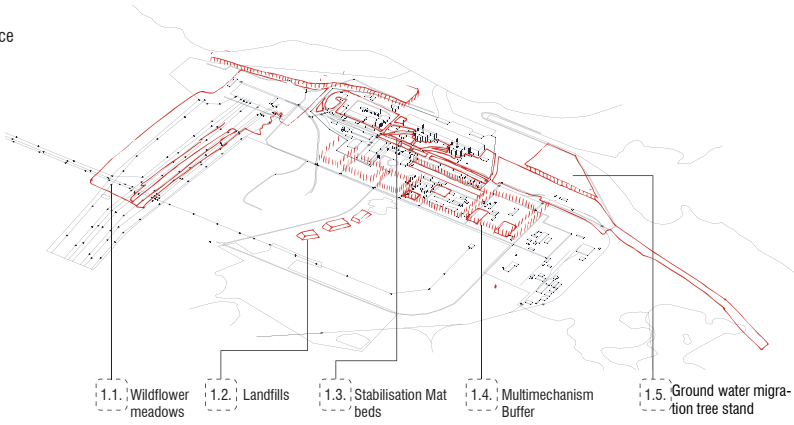 ce
1.1. Wildflower
meadows
1.2. Landfills
1.3. Stabilisation Mat
beds
1.4. Multimechanism
Buffer
1.5. Ground water migra-
tion tree stand